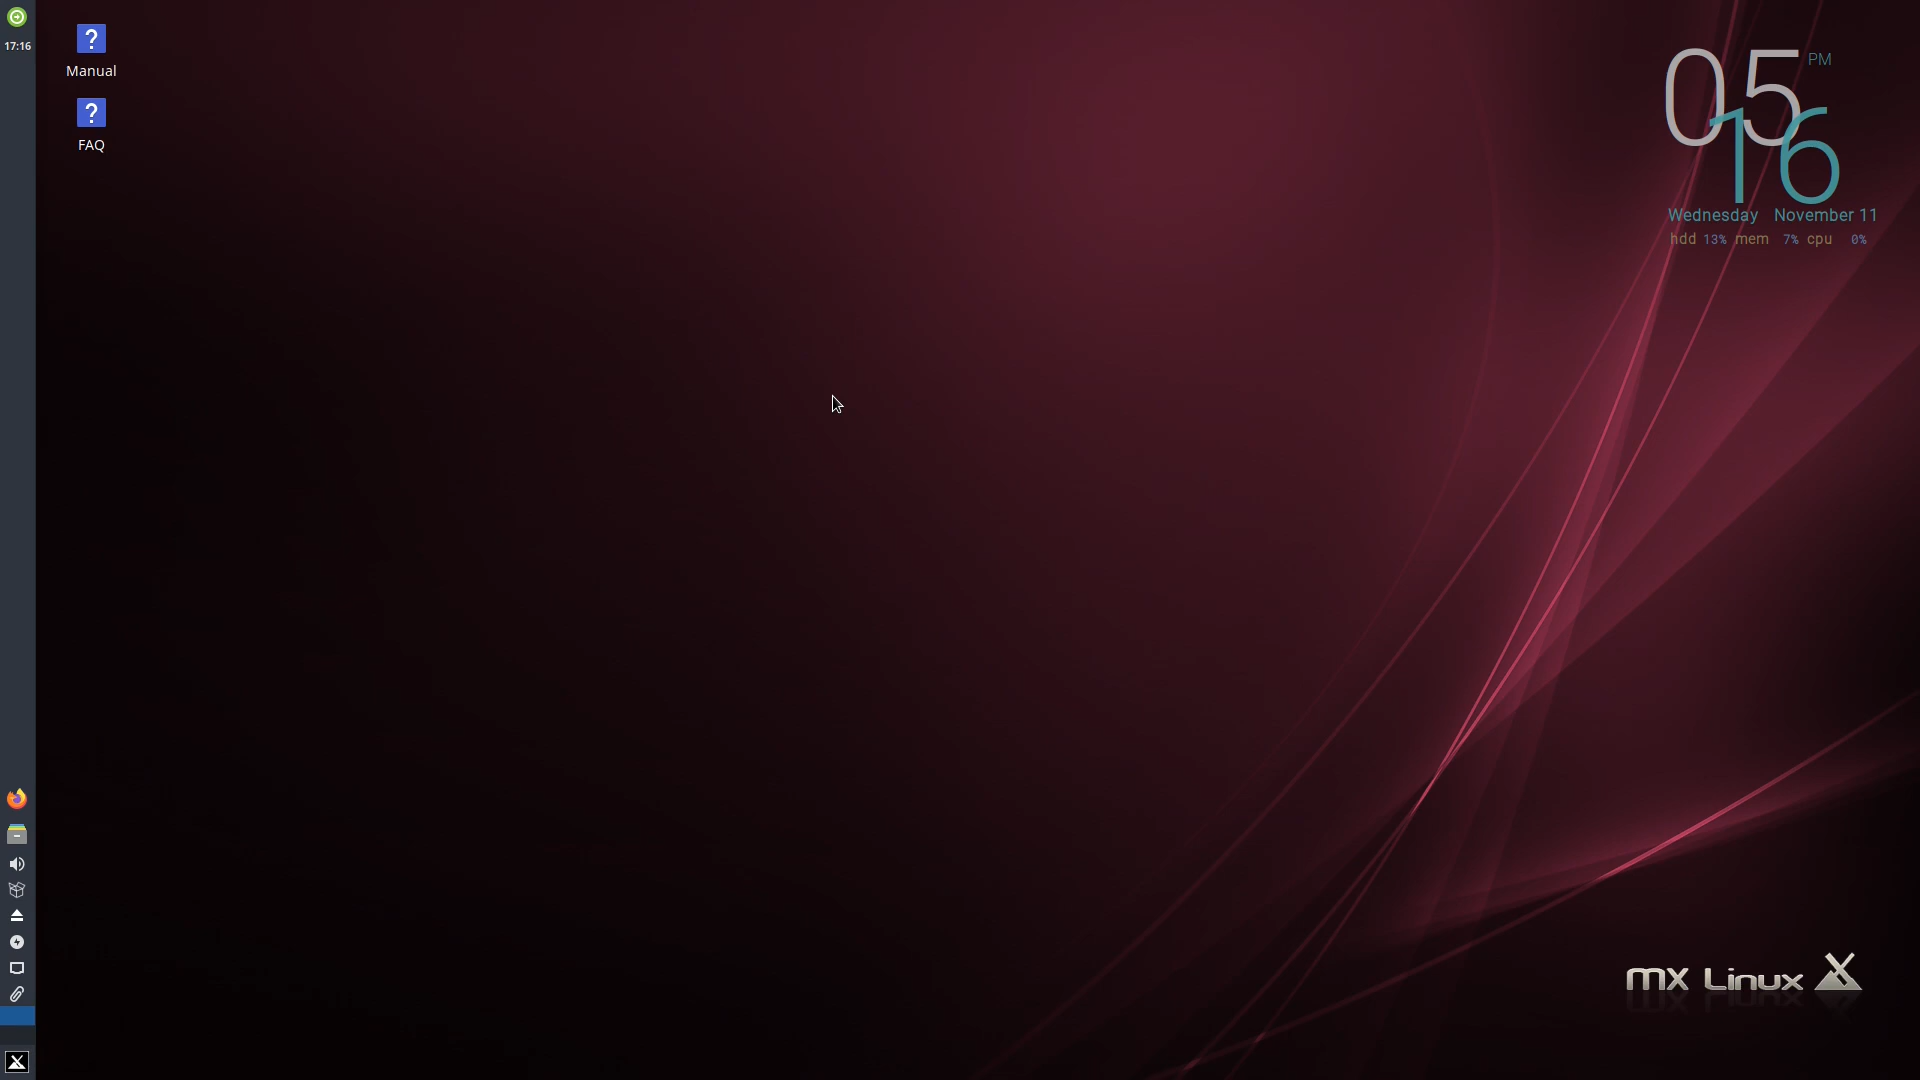 17:16
Manual
FAQ
05 PM
16
Wednesday November 11
hdd 13% mem 7% cpu 0%
mx Linux